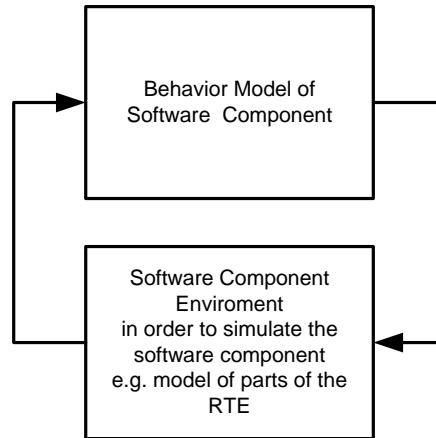 Behavior Model of
Software Component
Software Component
Enviroment
in order to simulate the
software component
e.g. model of parts of the
RTE